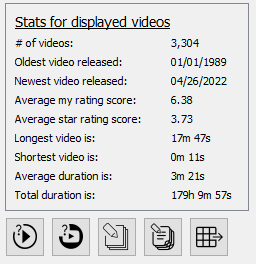 Stats for displayed videos
# of videos: 3,304
Oldest video released: 01/01/1989
Newest video released: 04/26/2022
Average my rating score: 6.38
Average star rating score: 3.73
Longest video is: 17m 47s
Shortest video is: 0m 11s
Average duration is: 3m 21s
Total duration is: 179h 9m 57s